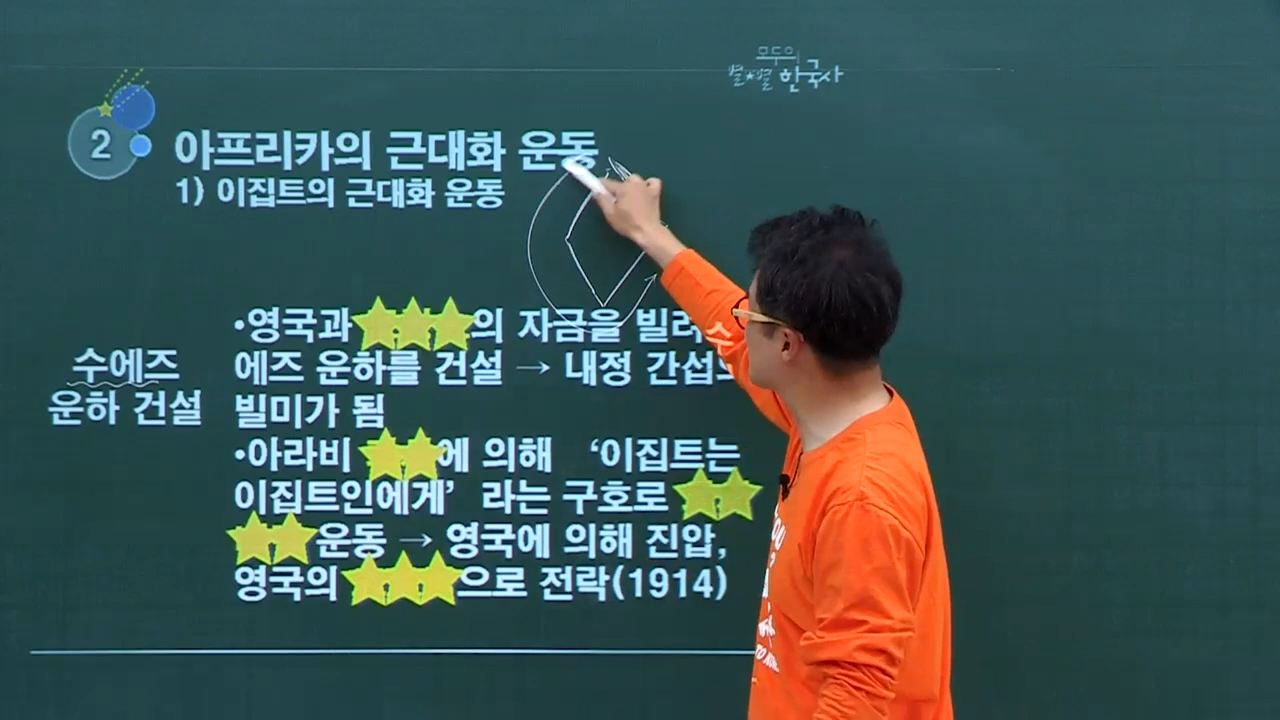 모두의
별★별 한국사
2 아프리카의 근대화 운동
1) 이집트의 근대화 운동
수에즈
운하 건설
•영국과 의 자금을 빌려 수
에즈 운하를 건설 → 내정 간섭의
빌미가 됨
•아라비 에 의해 ‘이집트는
이집트인에게’ 라는 구호로
운동 → 영국에 의해 진압,
영국의 으로 전락(1914)